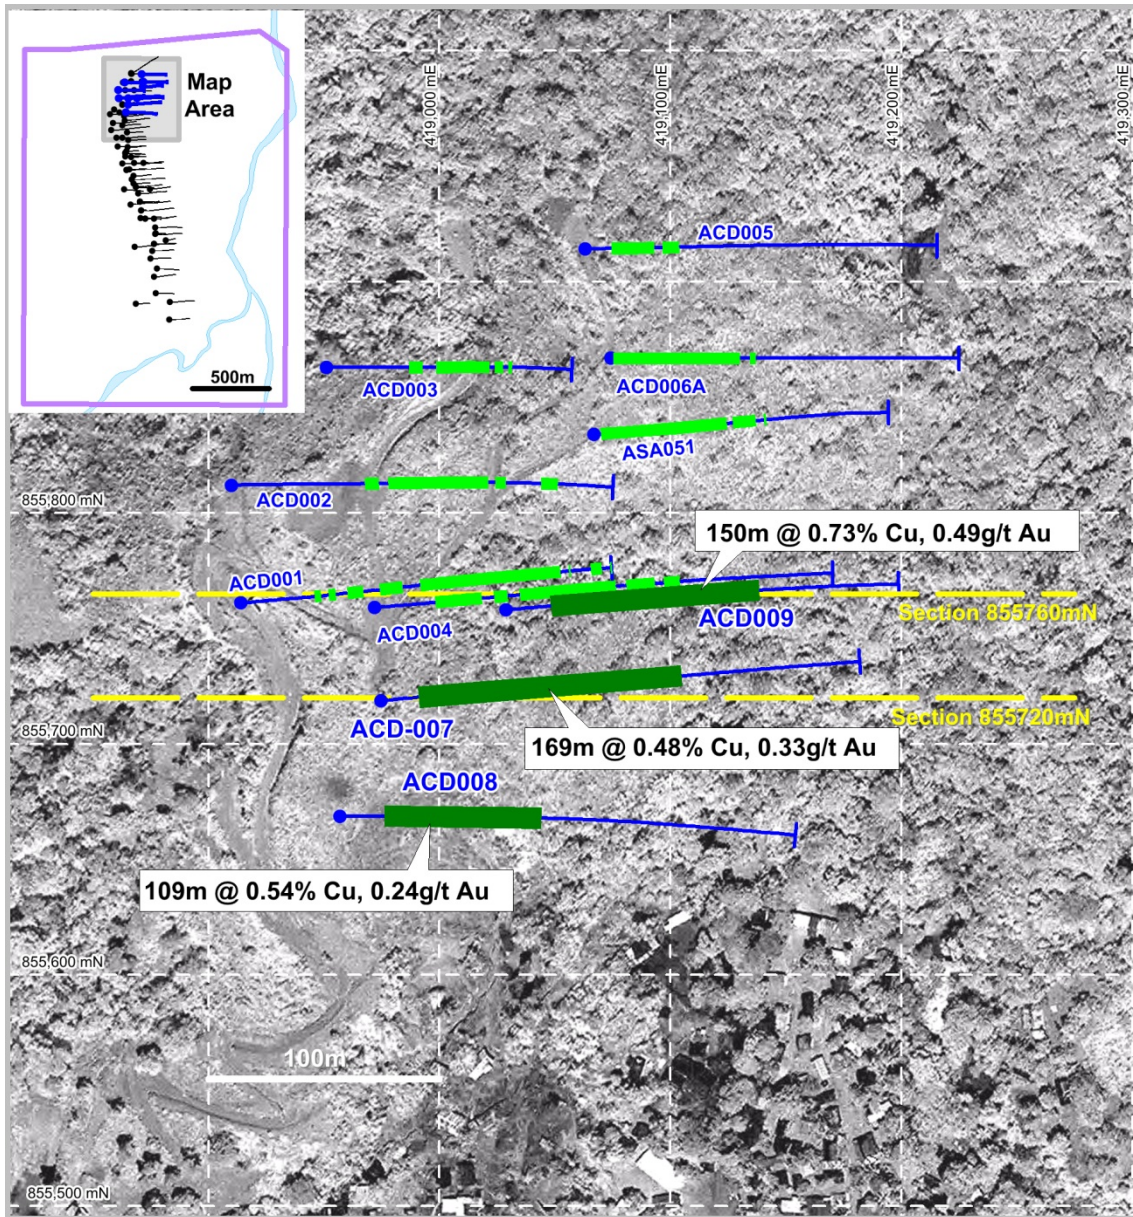 Map
Area
500m
419,000 mE
419,100 mE
419,200 mE
419,300 mE
ACD005
ACD003
ACD006A
ASA051
ACD002
855,800 mN
150m @ 0.73% Cu, 0.49g/t Au
ACD001
ACD004
ACD009
Section 855760mN
ACD-007
Section 855720mN
855,700 mN
169m @ 0.48% Cu, 0.33g/t Au
ACD008
109m @ 0.54% Cu, 0.24g/t Au
855,600 mN
100m
855,500 mN